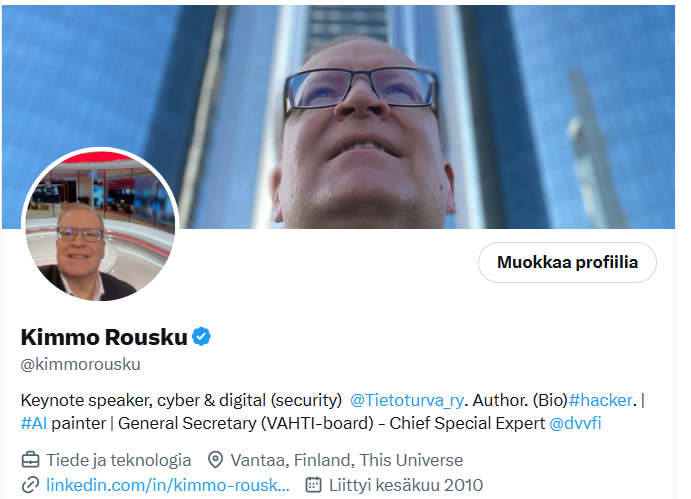 Muokkaa profiilia
Kimmo Rousku
@kimmorousku
Keynote speaker, cyber & digital (security) @Tietoturva_ry. Author. (Bio)#hacker. |
#AI painter | General Secretary (VAHTI-board) - Chief Special Expert @dvvfi
Tiede ja teknologia Vantaa, Finland, This Universe
linkedin.com/in/kimmo-rousk... Liittyi kesäkuu 2010